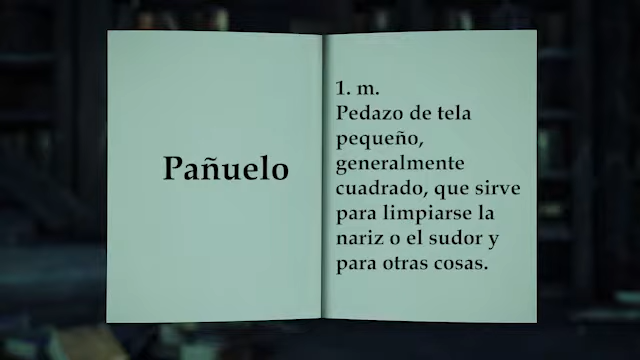 Pañuelo
1. m.
Pedazo de tela
pequeño,
generalmente
cuadrado, que sirve
para limpiarse la
nariz o el sudor y
para otras cosas.